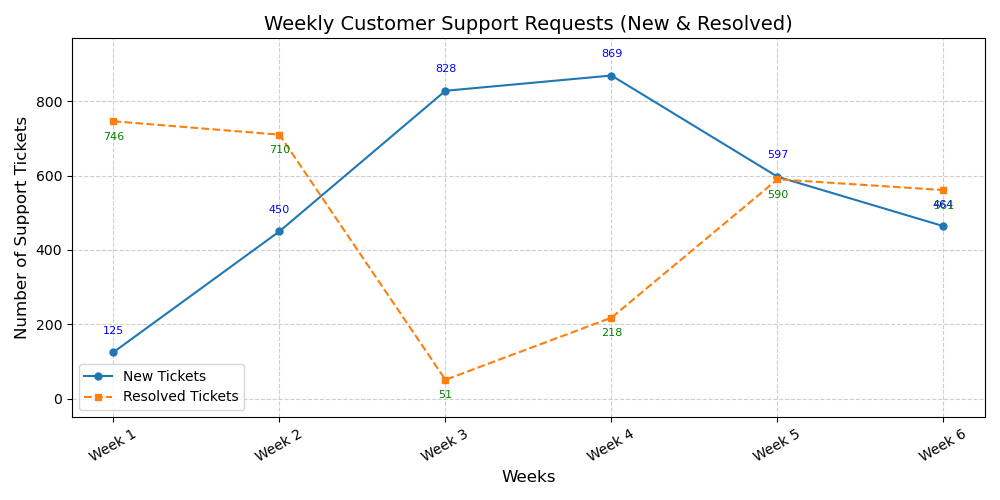 Weekly Customer Support Requests (New & Resolved)
Number of Support Tickets
800
600
400
200
0
125
450
828
869
597
464
746
710
51
218
590
561
New Tickets
Resolved Tickets
Week 1
Week 2
Week 3
Week 4
Week 5
Week 6
Weeks